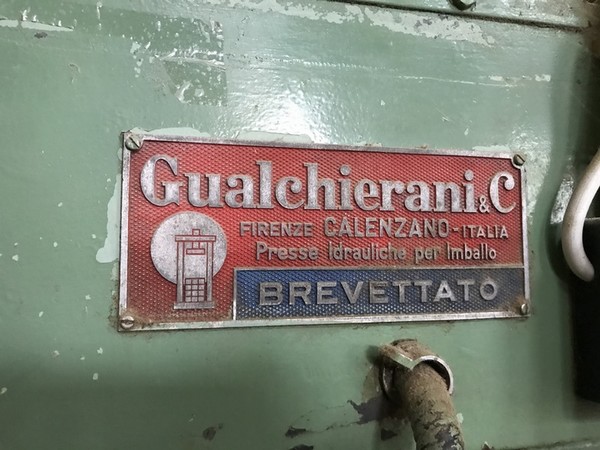 Gualchierani & C
FIRENZE CALENZANO-ITALIA
Presse Idrauliche per Imballo
BREVETTATO